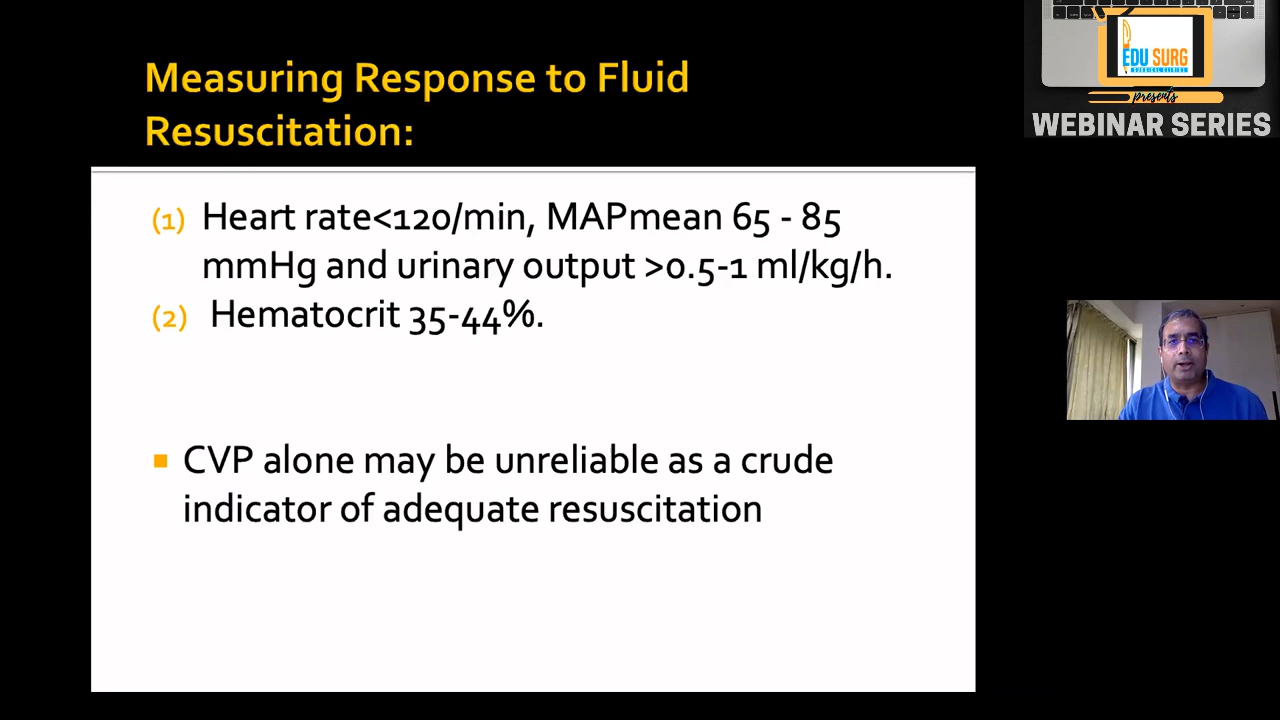 Measuring Response to Fluid
Resuscitation:
(1) Heart rate<120/min, MAPmean 65 - 85
mmHg and urinary output >0.5-1 ml/kg/h.
(2) Hematocrit 35-44%.
CVP alone may be unreliable as a crude
indicator of adequate resuscitation
EDU SURG
SURGICAL CLINICS
presents
WEBINAR SERIES